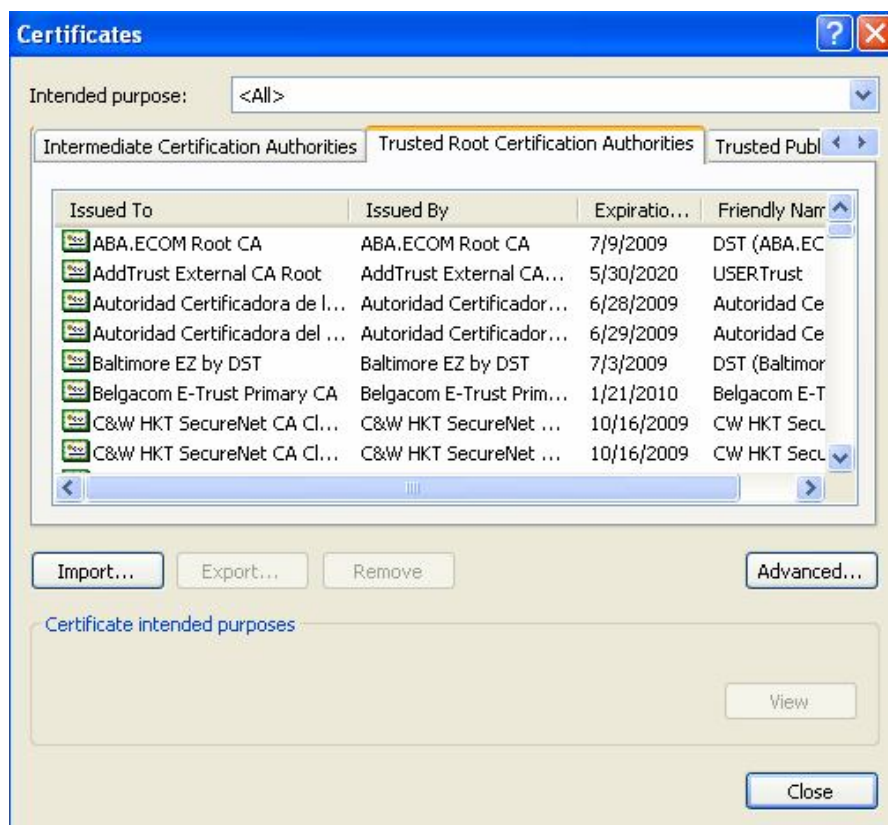 Certificates
Intended purpose: <All>
Intermediate Certification Authorities Trusted Root Certification Authorities Trusted Publ
Issued To Issued By Expiratio... Friendly Nam
ABA.ECOM Root CA ABA.ECOM Root CA 7/9/2009 DST (ABA.EC
AddTrust External CA Root AddTrust External CA... 5/30/2020 USERTrust
Autoridad Certificadora de l... Autoridad Certificador... 6/28/2009 Autoridad Ce
Autoridad Certificadora del ... Autoridad Certificador... 6/29/2009 Autoridad Ce
Baltimore EZ by DST Baltimore EZ by DST 7/3/2009 DST (Baltimor
Belgacom E-Trust Primary CA Belgacom E-Trust Prim... 1/21/2010 Belgacom E-T
C&W HKT SecureNet CA Cl... C&W HKT SecureNet ... 10/16/2009 CW HKT Secu
C&W HKT SecureNet CA Cl... C&W HKT SecureNet ... 10/16/2009 CW HKT Secu
Import... Export... Remove Advanced...
Certificate intended purposes
View
Close